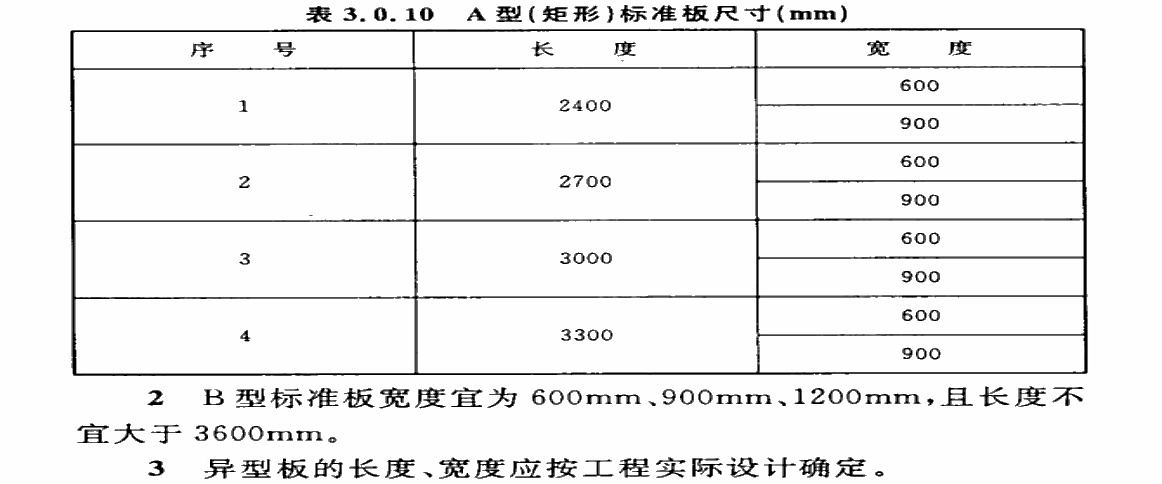 表 3.0.10 A 型(矩形)标准板尺寸(mm)
序 号 长 度 宽 度
1 2400 600
900
2 2700 600
900
3 3000 600
900
4 3300 600
900
2 B 型标准板宽度宜为 600mm、900mm、1200mm,且长度不
宜大于 3600mm。
3 异型板的长度、宽度应按工程实际设计确定。